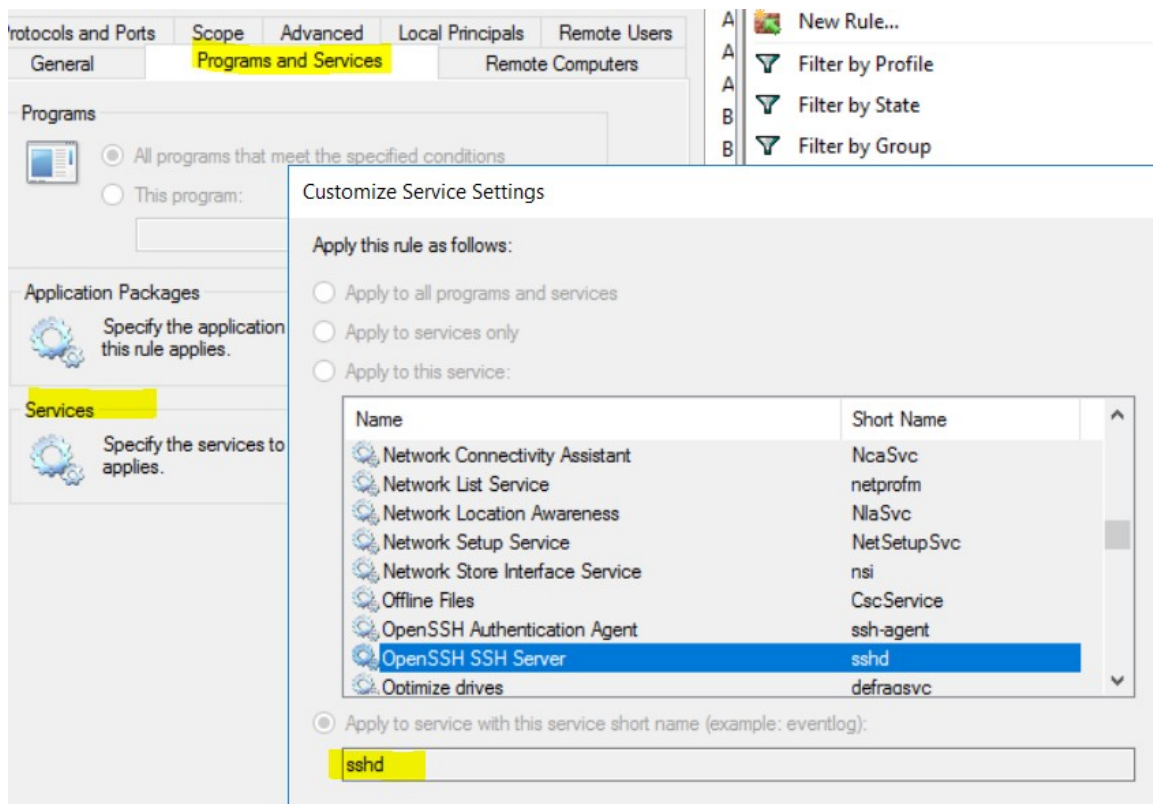 Protocols and Ports Scope Advanced Local Principals Remote Users
General Programs and Services Remote Computers
Programs
All programs that meet the specified conditions
This program:
Application Packages
Specify the application
this rule applies.
Services
Specify the services to
applies.
A
A
A
B
B
New Rule...
Filter by Profile
Filter by State
Filter by Group
Customize Service Settings
Apply this rule as follows:
Apply to all programs and services
Apply to services only
Apply to this service:
Name Short Name
Network Connectivity Assistant NcaSvc
Network List Service netprofm
Network Location Awareness NlaSvc
Network Setup Service NetSetupSvc
Network Store Interface Service nsi
Offline Files CscService
OpenSSH Authentication Agent ssh-agent
OpenSSH SSH Server sshd
Optimize drives defragsvc
Apply to service with this service short name (example: eventlog):
sshd